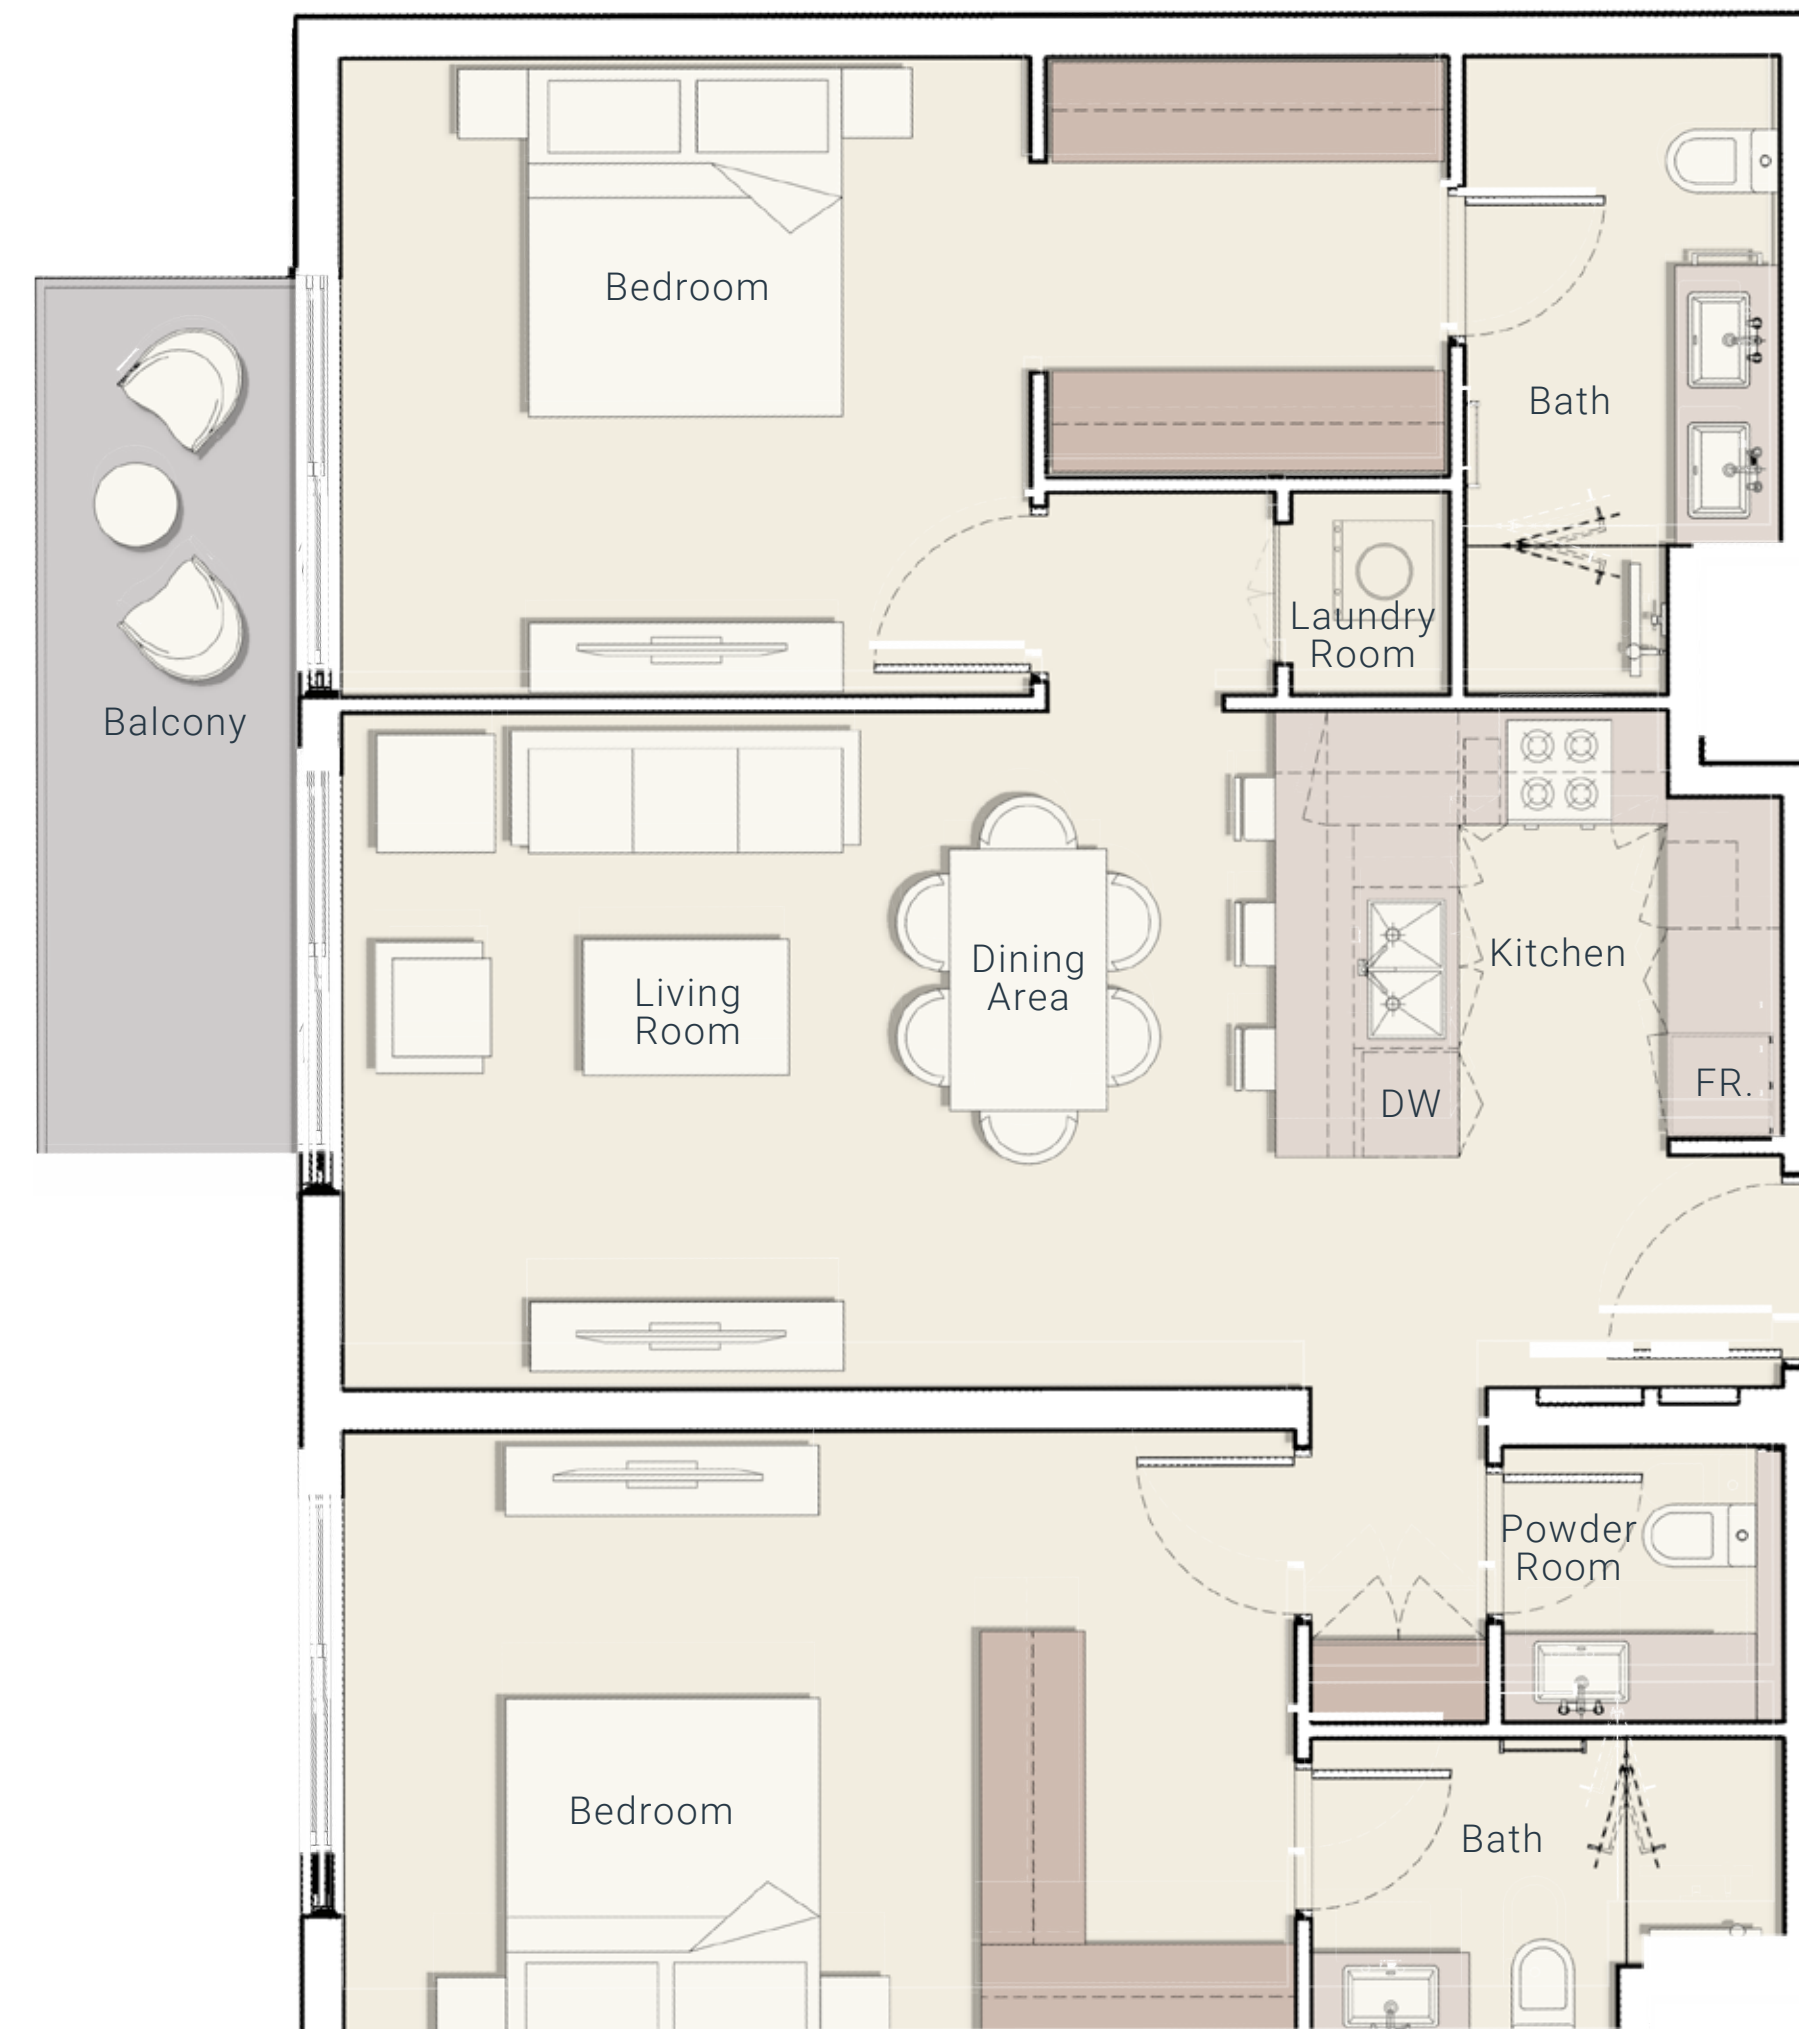 Bedroom
Bath
Laundry
Room
Balcony
Living
Room
Dining
Area
Kitchen
DW
FR.
Powder
Room
Bedroom
Bath